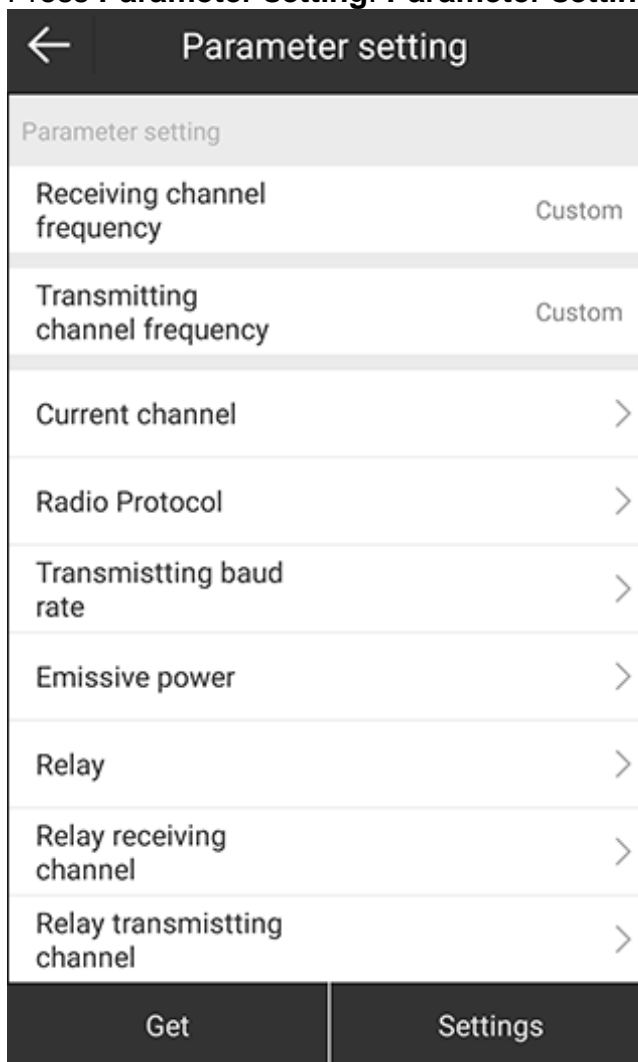 Parameter setting
Parameter setting
Receiving channel
frequency
Custom
Transmitting
channel frequency
Custom
Current channel
Radio Protocol
Transmistting baud
rate
Emissive power
Relay
Relay receiving
channel
Relay transmistting
channel
Get
Settings